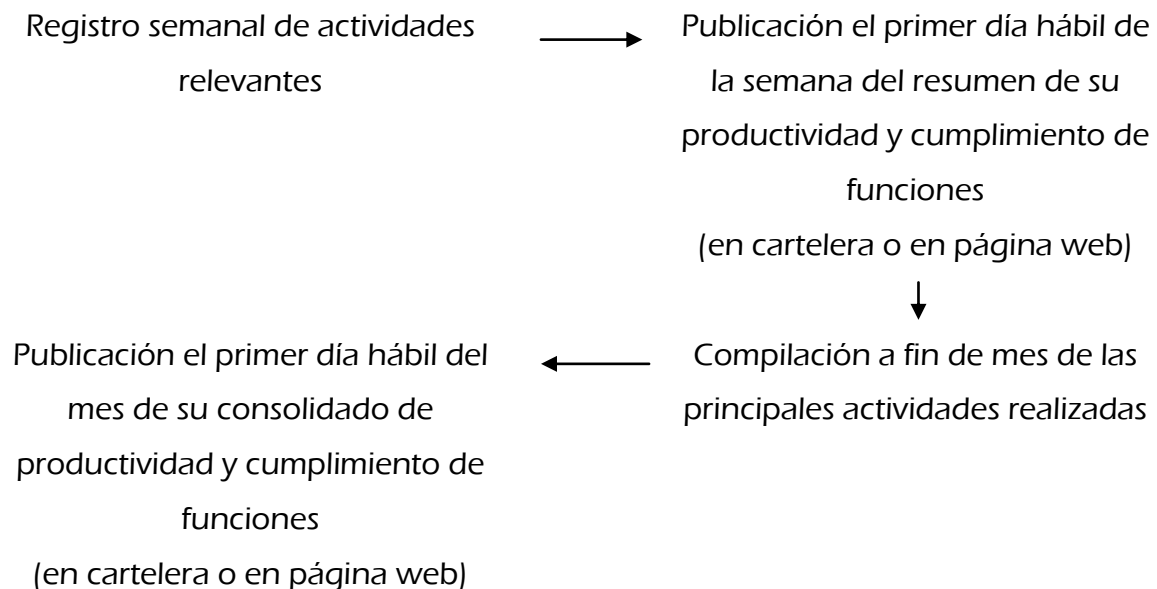 Registro semanal de actividades
relevantes
Publicación el primer día hábil de
la semana del resumen de su
productividad y cumplimiento de
funciones
(en cartelera o en página web)
Compilación a fin de mes de las
principales actividades realizadas
Publicación el primer día hábil del
mes de su consolidado de
productividad y cumplimiento de
funciones
(en cartelera o en página web)